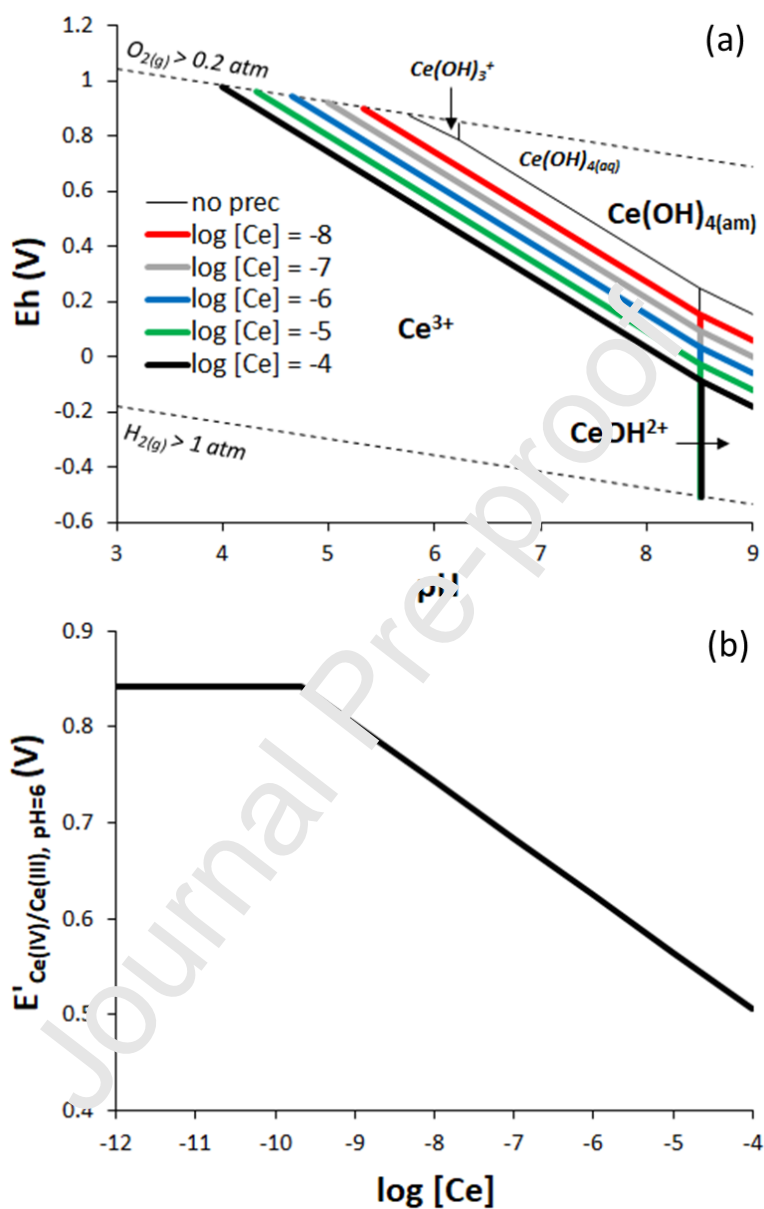 (a)
1.2
1
0.8
0.6
0.4
0.2
0
-0.2
-0.4
-0.6
Eh (V)
O2(g) > 0.2 atm
Ce(OH)3+
Ce(OH)4(aq)
Ce(OH)4(am)
no prec
log [Ce] = -8
log [Ce] = -7
log [Ce] = -6
log [Ce] = -5
log [Ce] = -4
Ce3+
CeOH2+
H2(g) > 1 atm
3 4 5 6 7 8 9
pH
Journal Pre-proof
(b)
0.9
0.8
0.7
0.6
0.5
0.4
E' Ce(IV)/Ce(III), pH=6 (V)
-12 -11 -10 -9 -8 -7 -6 -5 -4
log [Ce]